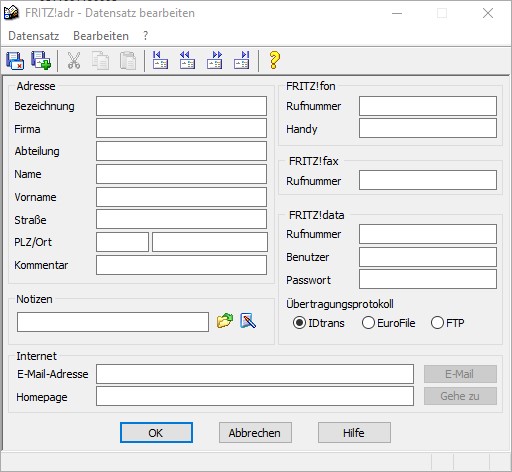 FRITZ!adr - Datensatz bearbeiten
Datensatz Bearbeiten ?
Adresse
Bezeichnung
Firma
Abteilung
Name
Vorname
Straße
PLZ/Ort
Kommentar
Notizen
FRITZ!fon
Rufnummer
Handy
FRITZ!fax
Rufnummer
FRITZ!data
Rufnummer
Benutzer
Passwort
Übertragungsprotokoll
IDtrans EuroFile FTP
Internet
E-Mail-Adresse E-Mail
Homepage Gehe zu
OK Abbrechen Hilfe